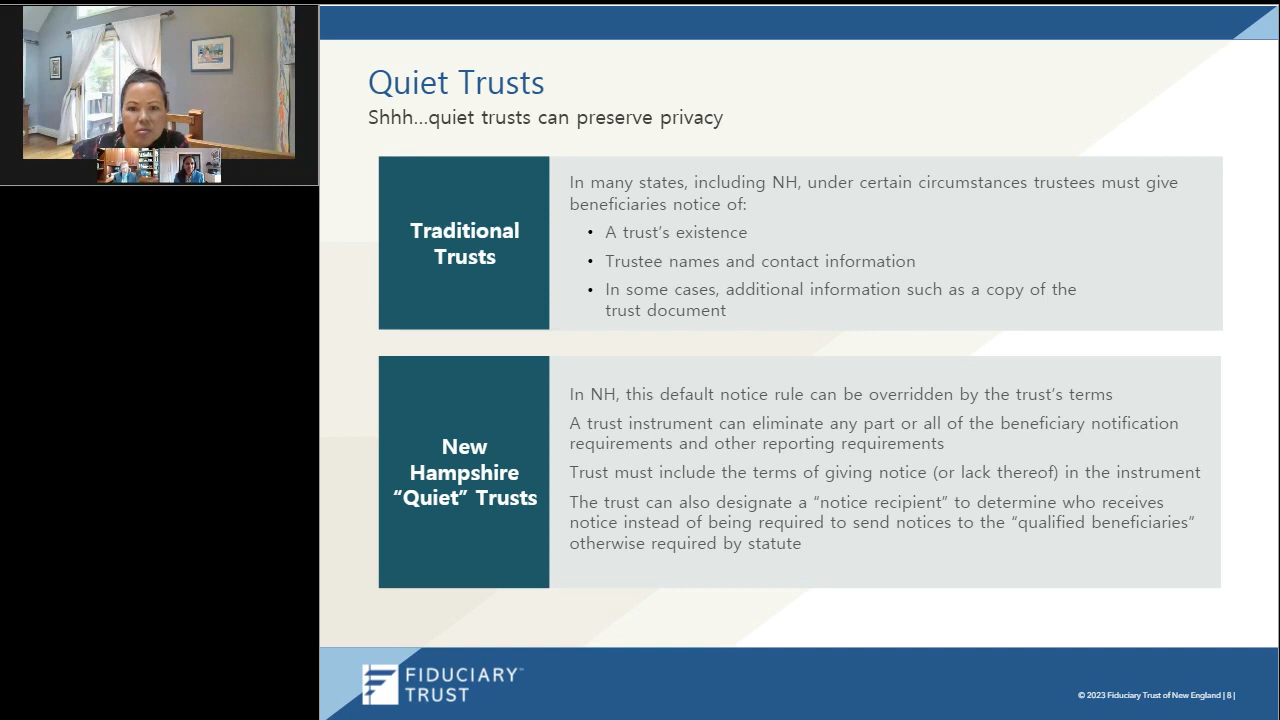 Quiet Trusts
Shhh...quiet trusts can preserve privacy
Traditional
Trusts
In many states, including NH, under certain circumstances trustees must give
beneficiaries notice of:
• A trust's existence
• Trustee names and contact information
• In some cases, additional information such as a copy of the
trust document
New
Hampshire
“Quiet” Trusts
In NH, this default notice rule can be overridden by the trust's terms
A trust instrument can eliminate any part or all of the beneficiary notification
requirements and other reporting requirements
Trust must include the terms of giving notice (or lack thereof) in the instrument
The trust can also designate a “notice recipient” to determine who receives
notice instead of being required to send notices to the “qualified beneficiaries”
otherwise required by statute
FIDUCIARY™
TRUST
© 2023 Fiduciary Trust of New England | 8 |